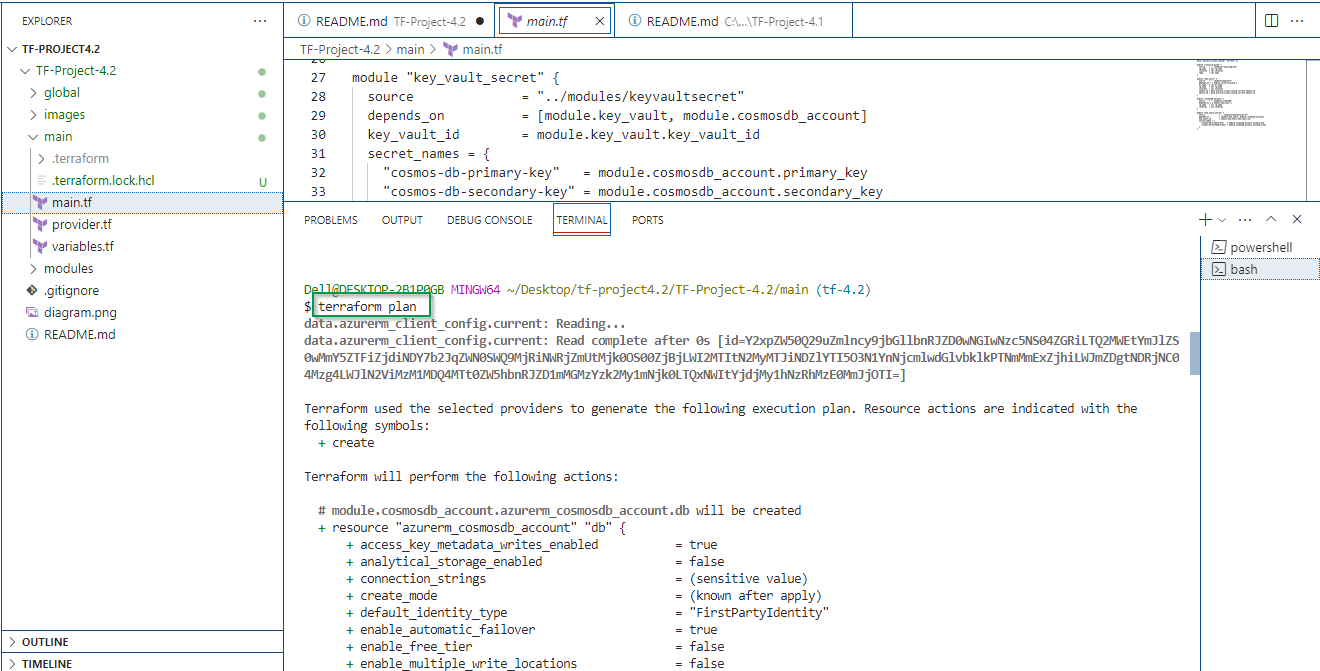 EXPLORER
TF-PROJECT4.2
TF-Project-4.2
global
images
main
.terraform
.terraform.lock.hcl U
main.tf
provider.tf
variables.tf
modules
.gitignore
diagram.png
README.md
OUTLINE
TIMELINE
README.md TF-Project-4.2
main.tf
README.md C:\...\TF-Project-4.1
TF-Project-4.2 > main > main.tf
27 module "key_vault_secret" {
28 source = "../modules/keyvaultsecret"
29 depends_on = [module.key_vault, module.cosmosdb_account]
30 key_vault_id = module.key_vault.key_vault_id
31 secret_names = {
32 "cosmos-db-primary-key" = module.cosmosdb_account.primary_key
33 "cosmos-db-secondary-key" = module.cosmosdb_account.secondary_key
PROBLEMS OUTPUT DEBUG CONSOLE TERMINAL PORTS
powershell
bash
Dell@DESKTOP-2B1P0GB MINGW64 ~/Desktop/tf-project4.2/TF-Project-4.2/main (tf-4.2)
$ terraform plan
data.azurerm_client_config.current: Reading...
data.azurerm_client_config.current: Read complete after 0s
Terraform used the selected providers to generate the following execution plan. Resource actions are indicated with the
following symbols:
+ create
Terraform will perform the following actions:
# module.cosmosdb_account.azurerm_cosmosdb_account.db will be created
+ resource "azurerm_cosmosdb_account" "db" {
+ access_key_metadata_writes_enabled = true
+ analytical_storage_enabled = false
+ connection_strings = (sensitive value)
+ create_mode = (known after apply)
+ default_identity_type = "FirstPartyIdentity"
+ enable_automatic_failover = true
+ enable_free_tier = false
+ enable_multiple_write_locations = false